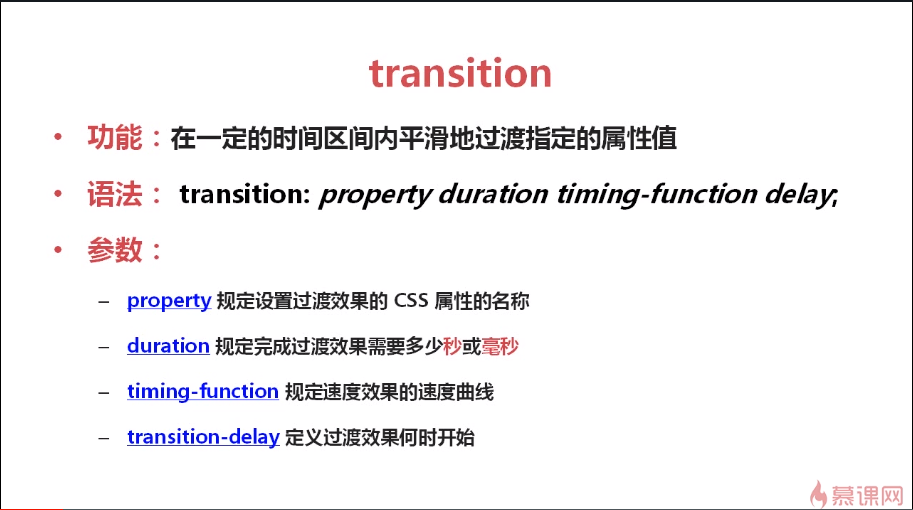 transition
• 功能：在一定的时间区间内平滑地过渡指定的属性值
• 语法： transition: property duration timing-function delay;
• 参数：
– property 规定设置过渡效果的 CSS 属性的名称
– duration 规定完成过渡效果需要多少秒或毫秒
– timing-function 规定速度效果的速度曲线
– transition-delay 定义过渡效果何时开始
慕课网